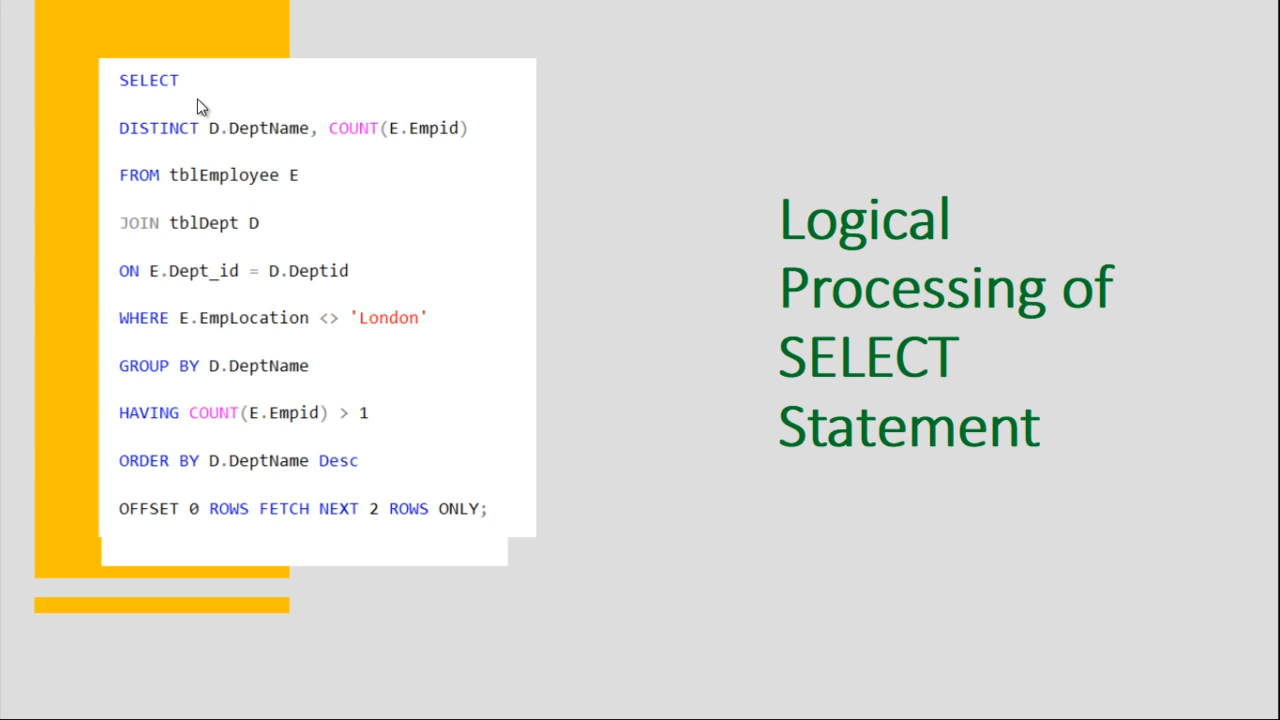 SELECT
DISTINCT D.DeptName, COUNT(E.Empid)
FROM tblEmployee E
JOIN tblDept D
ON E.Dept_id = D.Deptid
WHERE E.EmpLocation <> 'London'
GROUP BY D.DeptName
HAVING COUNT(E.Empid) > 1
ORDER BY D.DeptName Desc
OFFSET 0 ROWS FETCH NEXT 2 ROWS ONLY;
Logical
Processing of
SELECT
Statement